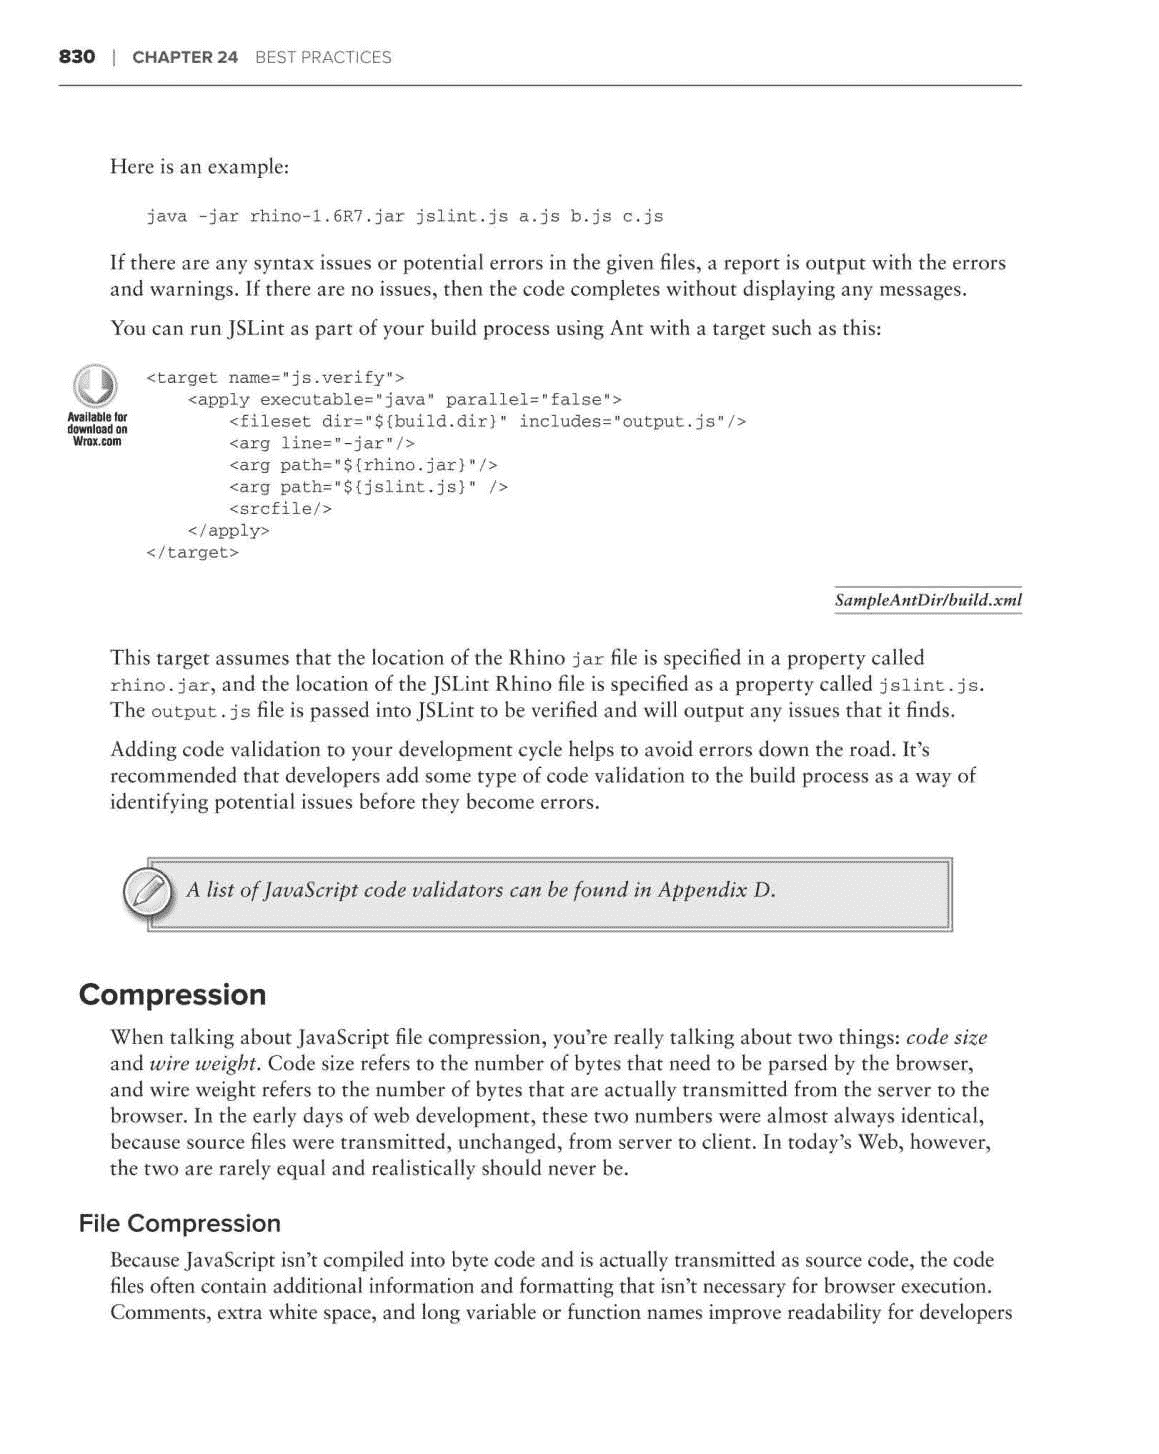 830 | CHAPTER 24 BEST PRACTICES
Here is an example:
java -jar rhino-1.6R7.jar jslint.js a.js b.js c.js
If there are any syntax issues or potential errors in the given files, a report is output with the errors
and warnings. If there are no issues, then the code completes without displaying any messages.
You can run JSLint as part of your build process using Ant with a target such as this:
Available for
download on
Wrox.com
<target name="js.verify">
    <apply executable="java" parallel="false">
        <fileset dir="${build.dir}" includes="output.js"/>
        <arg line="-jar"/>
        <arg path="${rhino.jar}"/>
        <arg path="${jslint.js}" />
        <srcfile/>
    </apply>
</target>
SampleAntDir/build.xml
This target assumes that the location of the Rhino jar file is specified in a property called
rhino.jar, and the location of the JSLint Rhino file is specified as a property called jslint.js.
The output.js file is passed into JSLint to be verified and will output any issues that it finds.
Adding code validation to your development cycle helps to avoid errors down the road. It's
recommended that developers add some type of code validation to the build process as a way of
identifying potential issues before they become errors.
A list of JavaScript code validators can be found in Appendix D.
Compression
When talking about JavaScript file compression, you're really talking about two things: code size
and wire weight. Code size refers to the number of bytes that need to be parsed by the browser,
and wire weight refers to the number of bytes that are actually transmitted from the server to the
browser. In the early days of web development, these two numbers were almost always identical,
because source files were transmitted, unchanged, from server to client. In today's Web, however,
the two are rarely equal and realistically should never be.
File Compression
Because JavaScript isn't compiled into byte code and is actually transmitted as source code, the code
files often contain additional information and formatting that isn't necessary for browser execution.
Comments, extra white space, and long variable or function names improve readability for developers